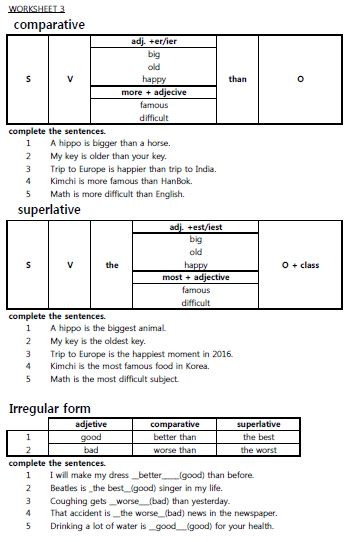 WORKSHEET 3
comparative
adj. +er/ier
big
old
S V happy than O
more + adjecive
famous
difficult
complete the sentences.
1 A hippo is bigger than a horse.
2 My key is older than your key.
3 Trip to Europe is happier than trip to India.
4 Kimchi is more famous than HanBok.
5 Math is more difficult than English.
superlative
adj. +est/iest
big
old
S V the happy O + class
most + adjective
famous
difficult
complete the sentences.
1 A hippo is the biggest animal.
2 My key is the oldest key.
3 Trip to Europe is the happiest moment in 2016.
4 Kimchi is the most famous food in Korea.
5 Math is the most difficult subject.
Irregular form
adjetive comparative superlative
1 good better than the best
2 bad worse than the worst
complete the sentences.
1 I will make my dress __better____(good) than before.
2 Beatles is _the best__(good) singer in my life.
3 Coughing gets __worse__(bad) than yesterday.
4 That accident is __the worse__(bad) news in the newspaper.
5 Drinking a lot of water is __good___(good) for your health.